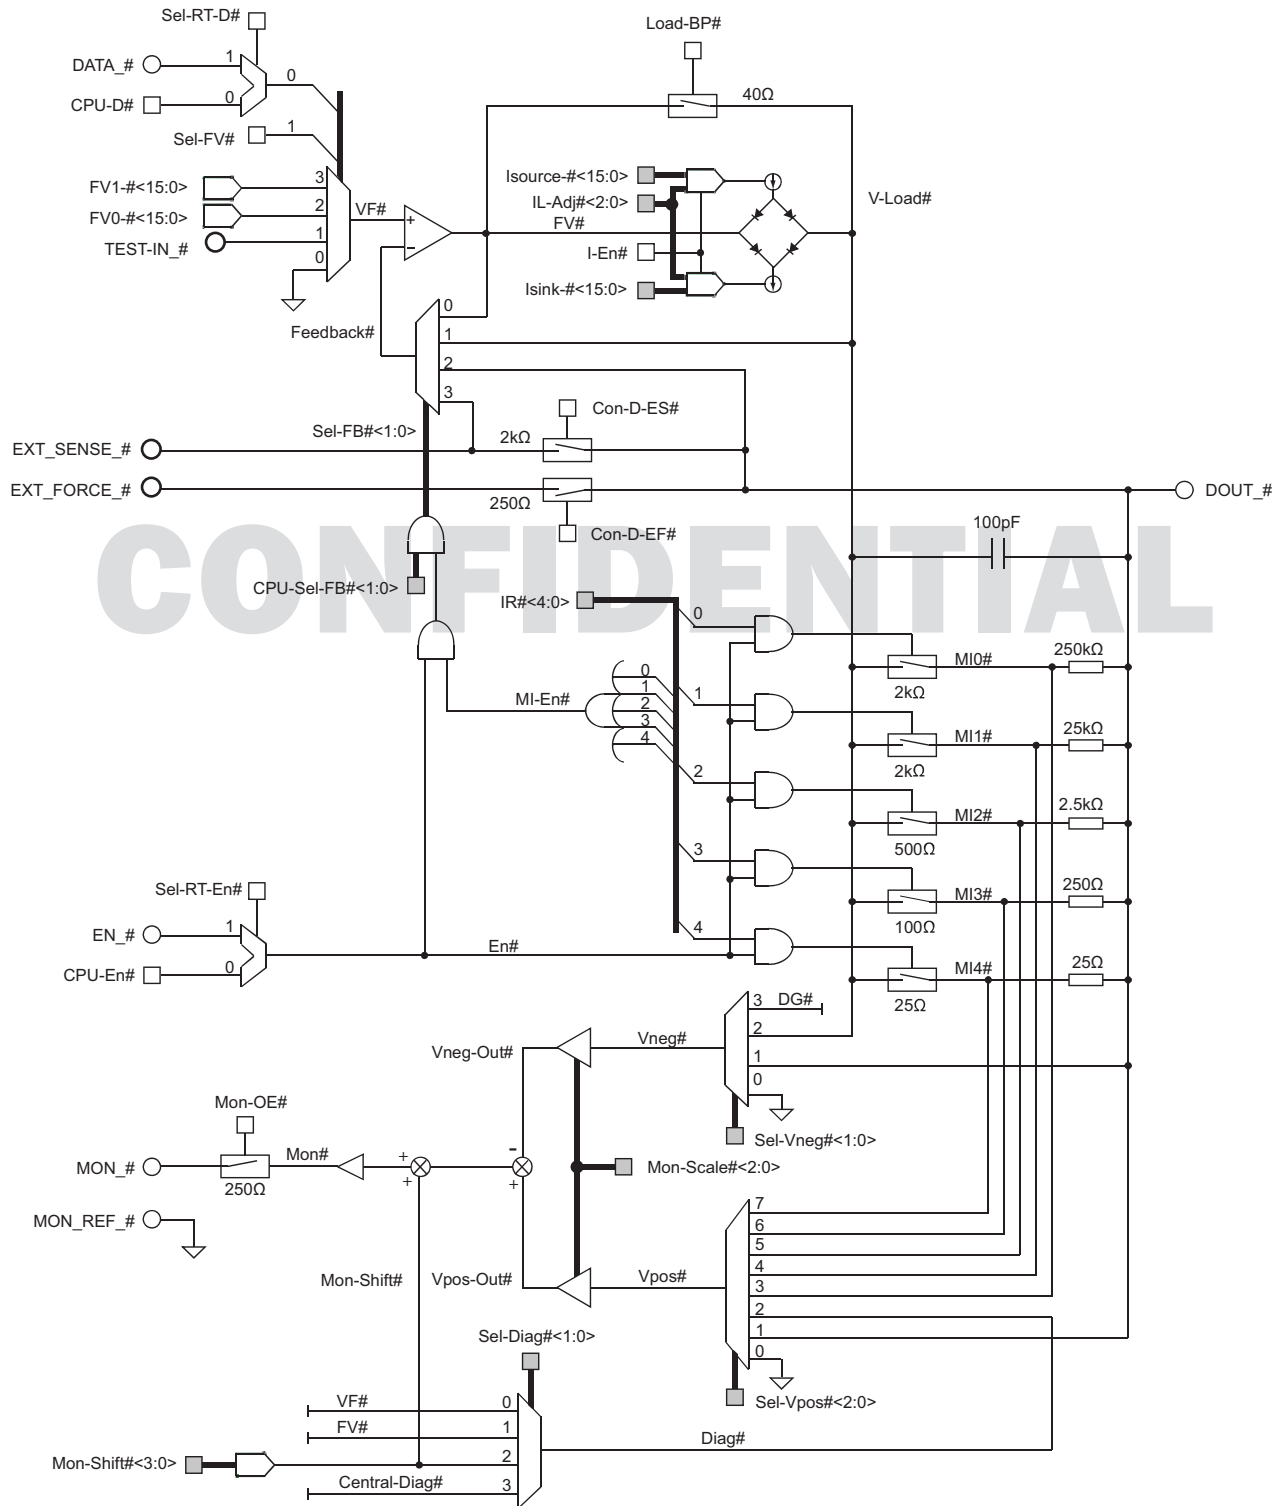 Sel-RT-D#
Load-BP#
DATA_#
1
0
40Ω
CPU-D#
0
Sel-FV#
1
FV1-#<15:0>
3
Isource-#<15:0>
FV0-#<15:0>
2
VF#
+
IL-Adj#<2:0>
V-Load#
TEST-IN_#
1
−
FV#
0
I-En#
Isink-#<15:0>
Feedback#
0
1
2
3
Con-D-ES#
Sel-FB#<1:0>
EXT_SENSE_#
2kΩ
EXT_FORCE_#
250Ω
DOUT_#
Con-D-EF#
100pF
CONFIDENTIAL
CPU-Sel-FB#<1:0>
IR#<4:0>
0
MI0#
250kΩ
2kΩ
MI-En#
0
1
2
3
4
1
MI1#
25kΩ
2kΩ
2
MI2#
2.5kΩ
500Ω
3
MI3#
250Ω
100Ω
Sel-RT-En#
EN_#
1
4
En#
CPU-En#
0
MI4#
25Ω
25Ω
3
DG#
2
Vneg-Out#
Vneg#
1
0
Mon-OE#
Sel-Vneg#<1:0>
MON_#
Mon#
+
+
-
+
Mon-Scale#<2:0>
250Ω
MON_REF_#
7
6
5
4
3
2
1
0
Mon-Shift#
Vpos-Out#
Vpos#
Sel-Diag#<1:0>
Sel-Vpos#<2:0>
VF#
0
FV#
1
Diag#
Mon-Shift#<3:0>
2
Central-Diag#
3